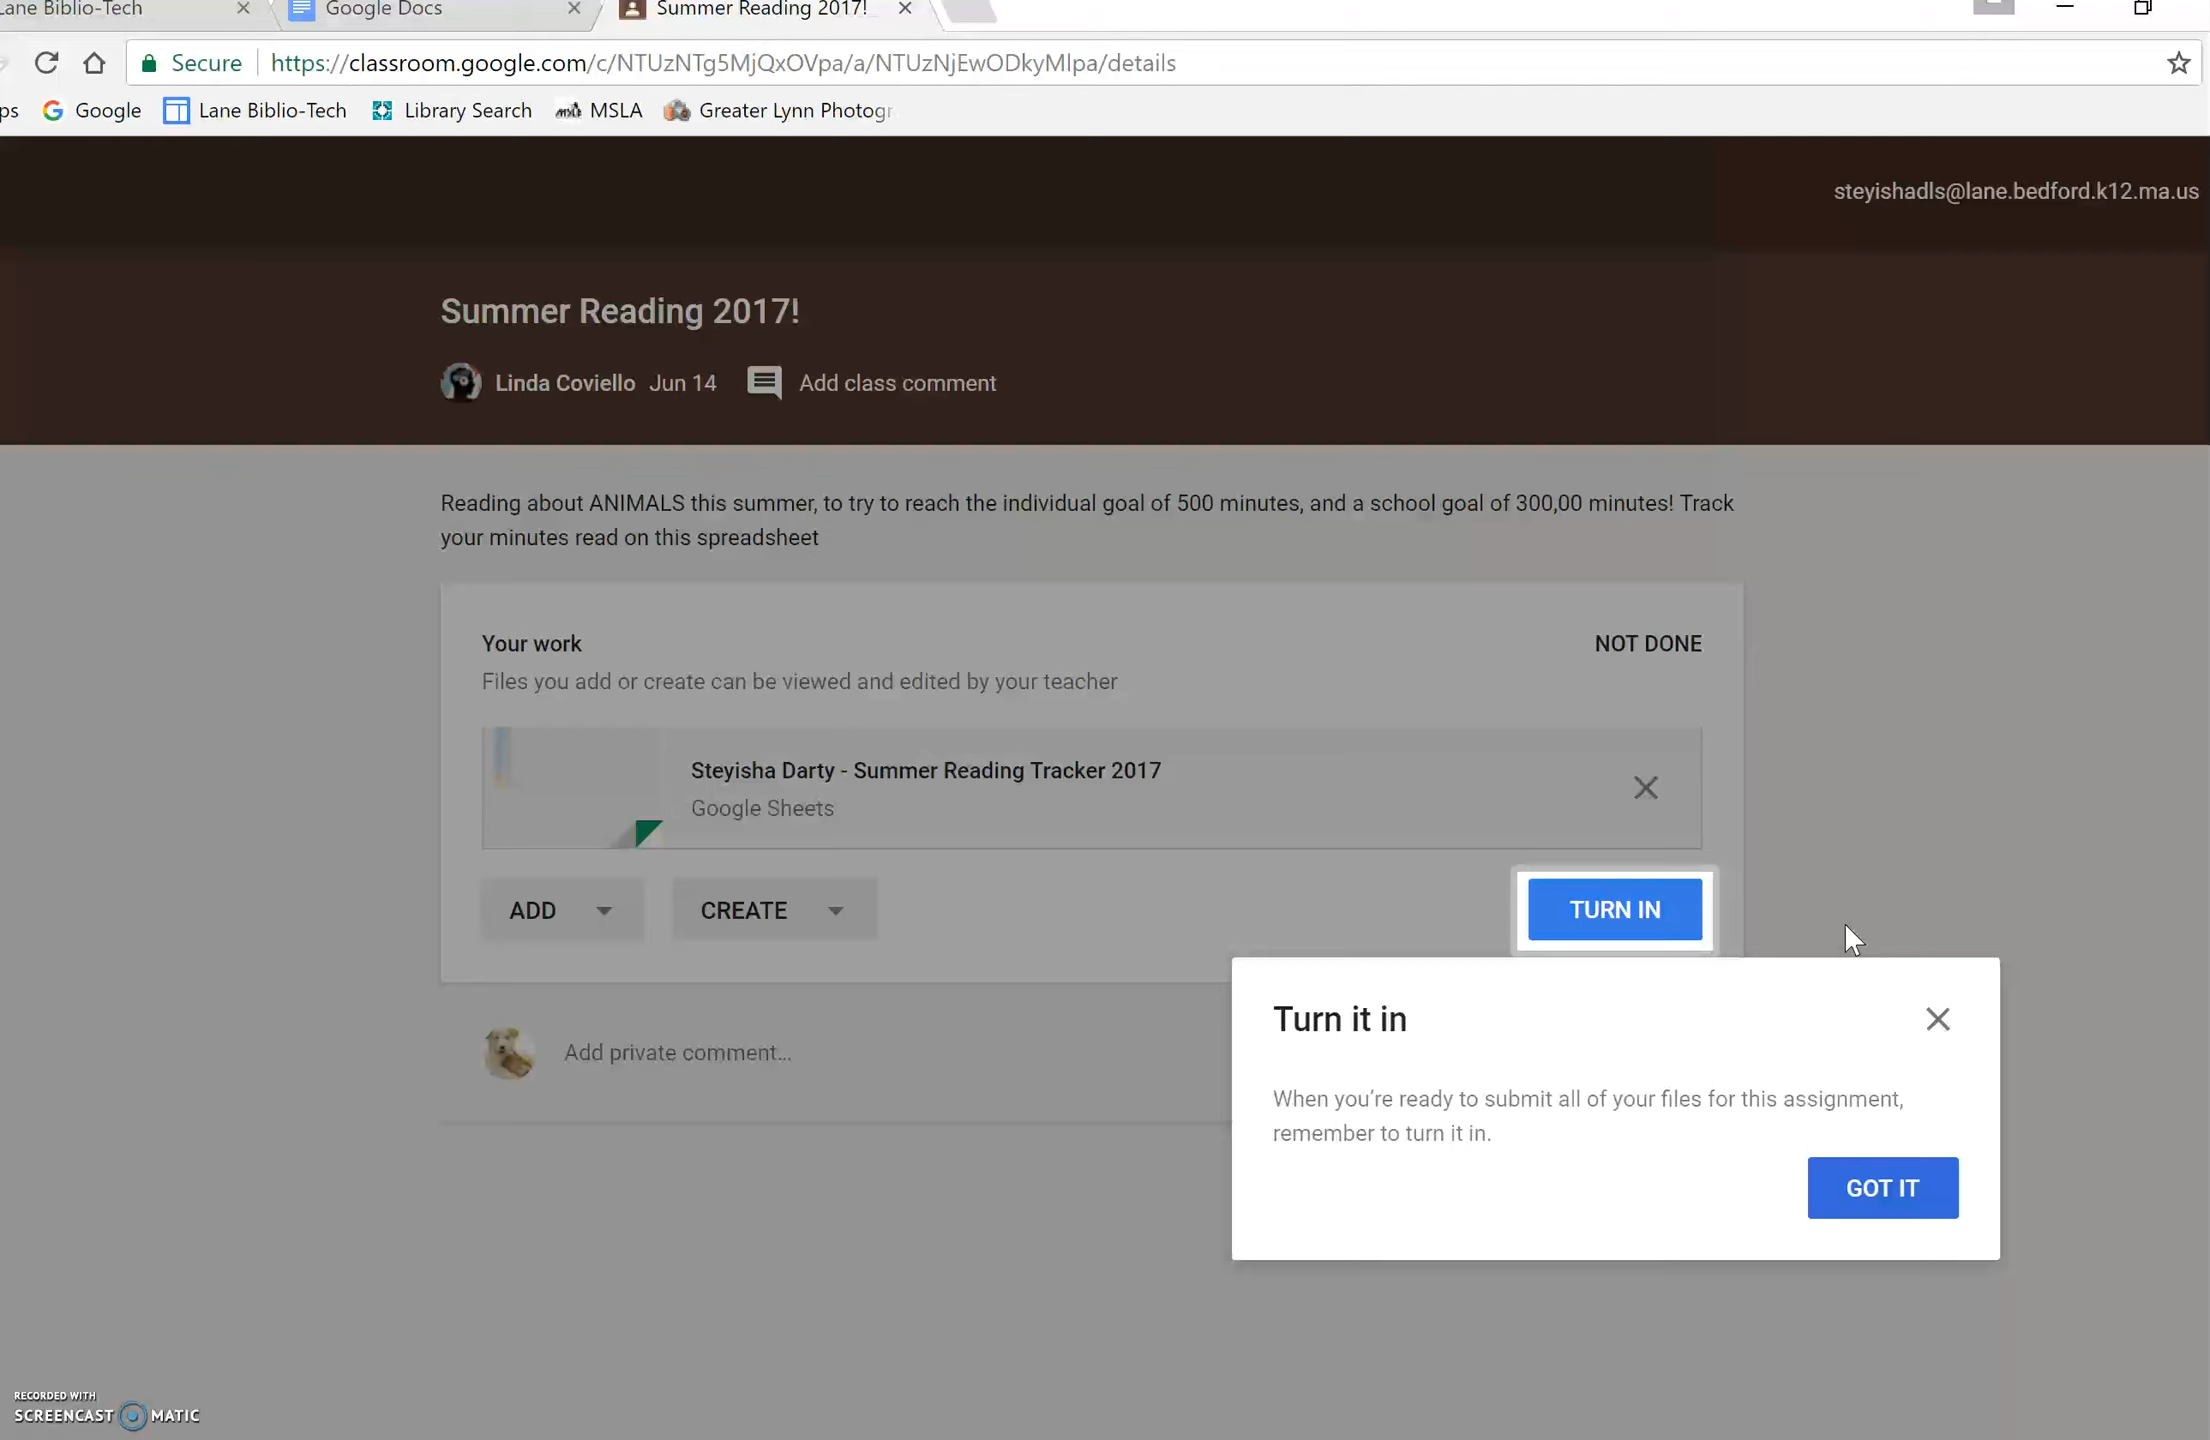 Lane Biblio-Tech
Google Docs
Summer Reading 2017!
Secure
https://classroom.google.com/c/NTUzNTg5MjQxOVpa/a/NTUzNjEwODkyMlpa/details
ps
Google
Lane Biblio-Tech
Library Search
MSLA
Greater Lynn Photogr
steyishadls@lane.bedford.k12.ma.us
Summer Reading 2017!
Linda Coviello Jun 14 Add class comment
Reading about ANIMALS this summer, to try to reach the individual goal of 500 minutes, and a school goal of 300,00 minutes! Track
your minutes read on this spreadsheet
Your work
NOT DONE
Files you add or create can be viewed and edited by your teacher
Steyisha Darty - Summer Reading Tracker 2017
Google Sheets
ADD
CREATE
TURN IN
Add private comment...
Turn it in
When you're ready to submit all of your files for this assignment,
remember to turn it in.
GOT IT
RECORDED WITH
SCREENCAST MATIC